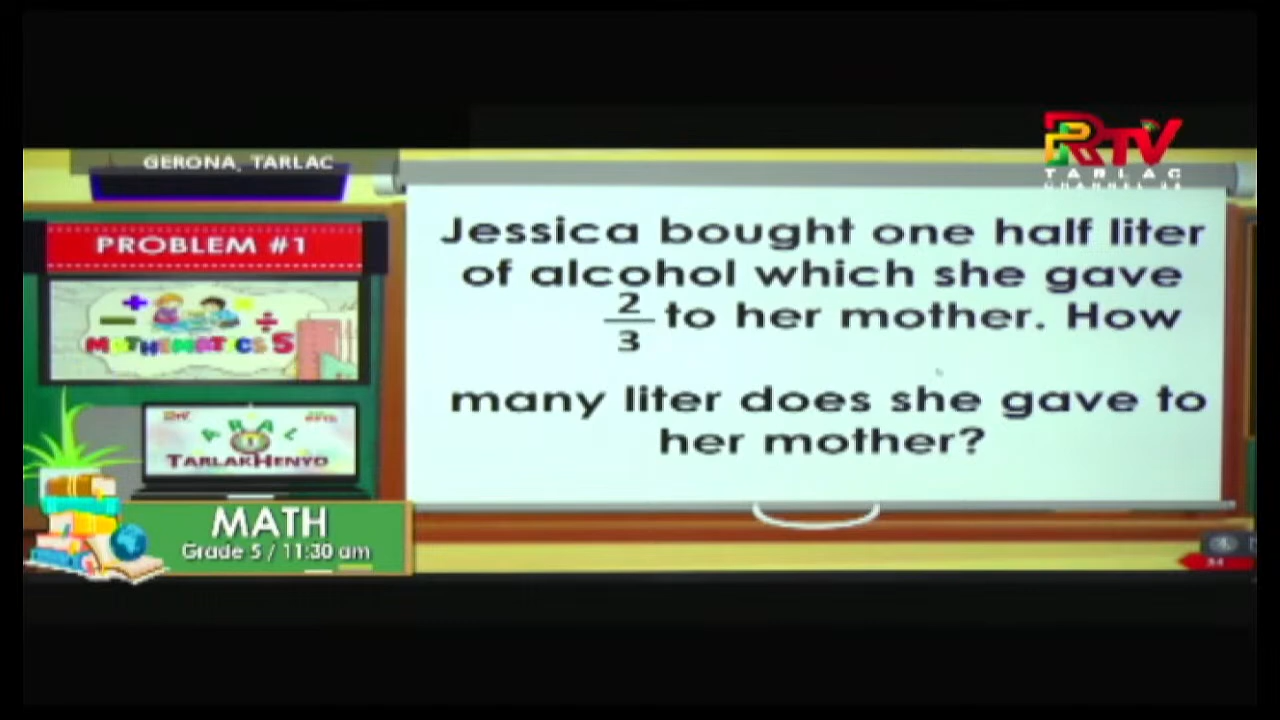 GERONA, TARLAC
RTV
TARLAC
PROBLEM #1
MATHEMATICS 5
ARAL
TARLAKHENYO
MATH
Grade 5 / 11:30 am
Jessica bought one half liter
of alcohol which she gave
2
3 to her mother. How
many liter does she gave to
her mother?